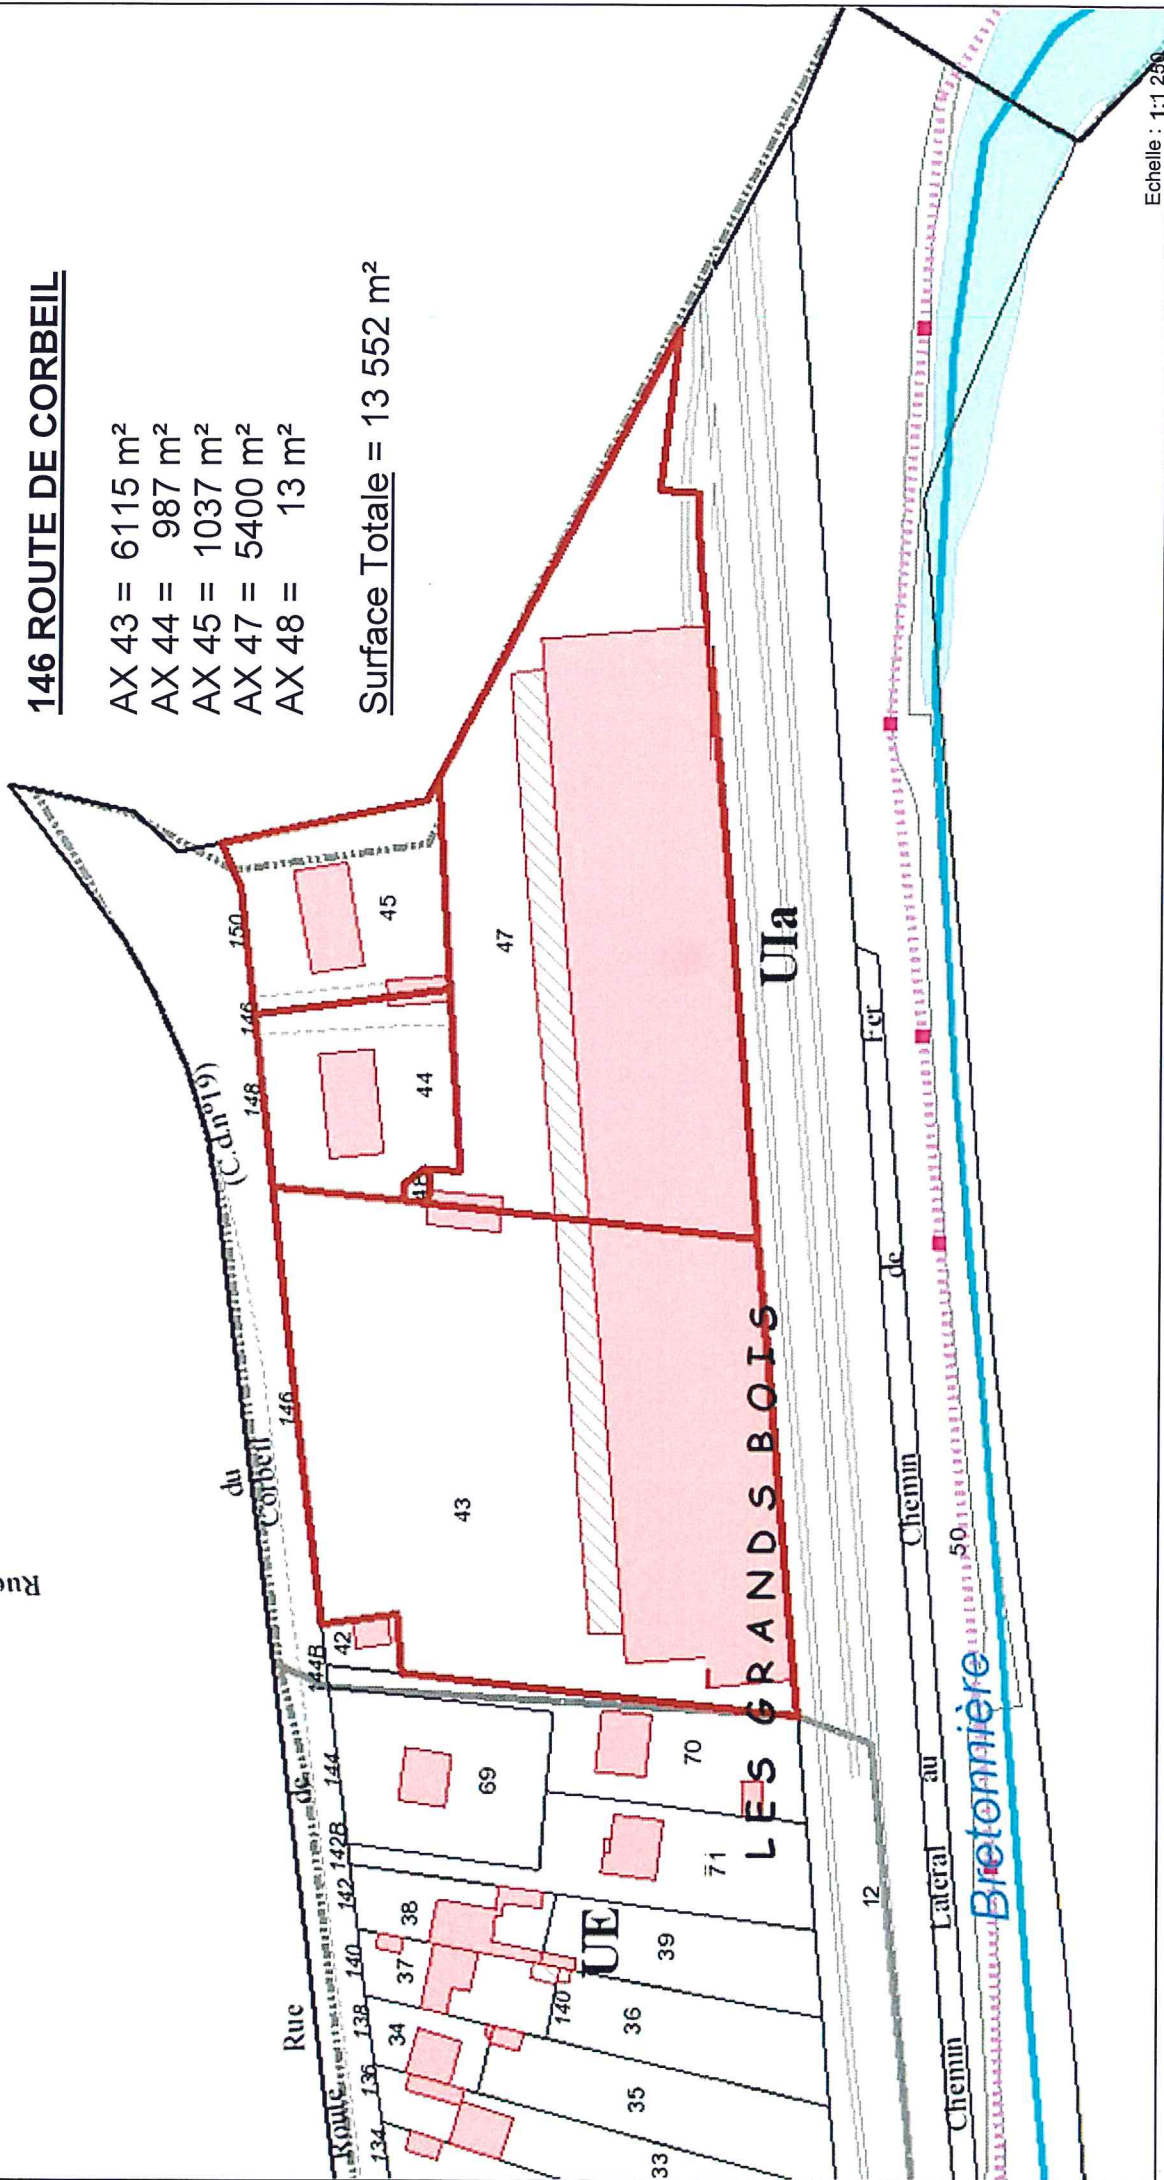 146 ROUTE DE CORBEIL
AX 43 = 6115 m²
AX 44 = 987 m²
AX 45 = 1037 m²
AX 47 = 5400 m²
AX 48 = 13 m²
Surface Totale = 13 552 m²
Rue
Rue
du
Route
de
Corbeil
(C.d.n°19)
134
136
138
140
142
142B
144
144B
146
148
146
150
33
34
35
36
37
38
39
140
42
43
44
45
47
69
70
71
12
50
UE
UIa
LES GRANDS BOIS
Chemin
Latéral
au
Chemin
de
Fer
Bretonnière
Echelle : 1:1 250